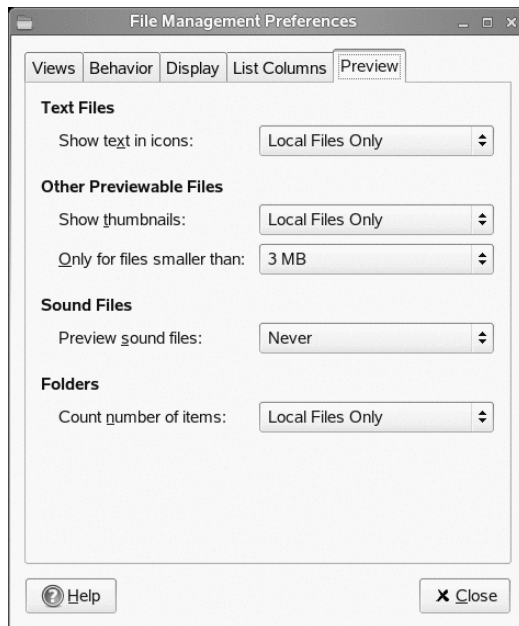 File Management Preferences
Views Behavior Display List Columns Preview
Text Files
Show text in icons: Local Files Only
Other Previewable Files
Show thumbnails: Local Files Only
Only for files smaller than: 3 MB
Sound Files
Preview sound files: Never
Folders
Count number of items: Local Files Only
Help Close